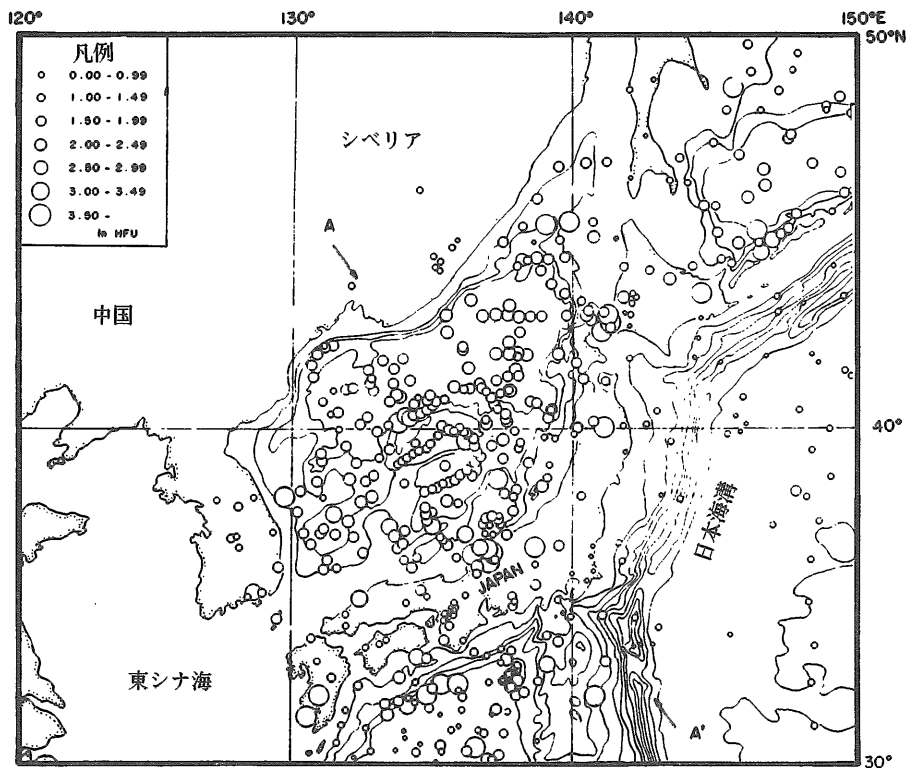 120°
130°
140°
150°E
50°N
凡例
0.00 - 0.99
1.00 - 1.49
1.50 - 1.99
2.00 - 2.49
2.50 - 2.99
3.00 - 3.49
3.50 -
In HFU
シベリア
A
中国
40°
日本海溝
JAPAN
東シナ海
A'
30°